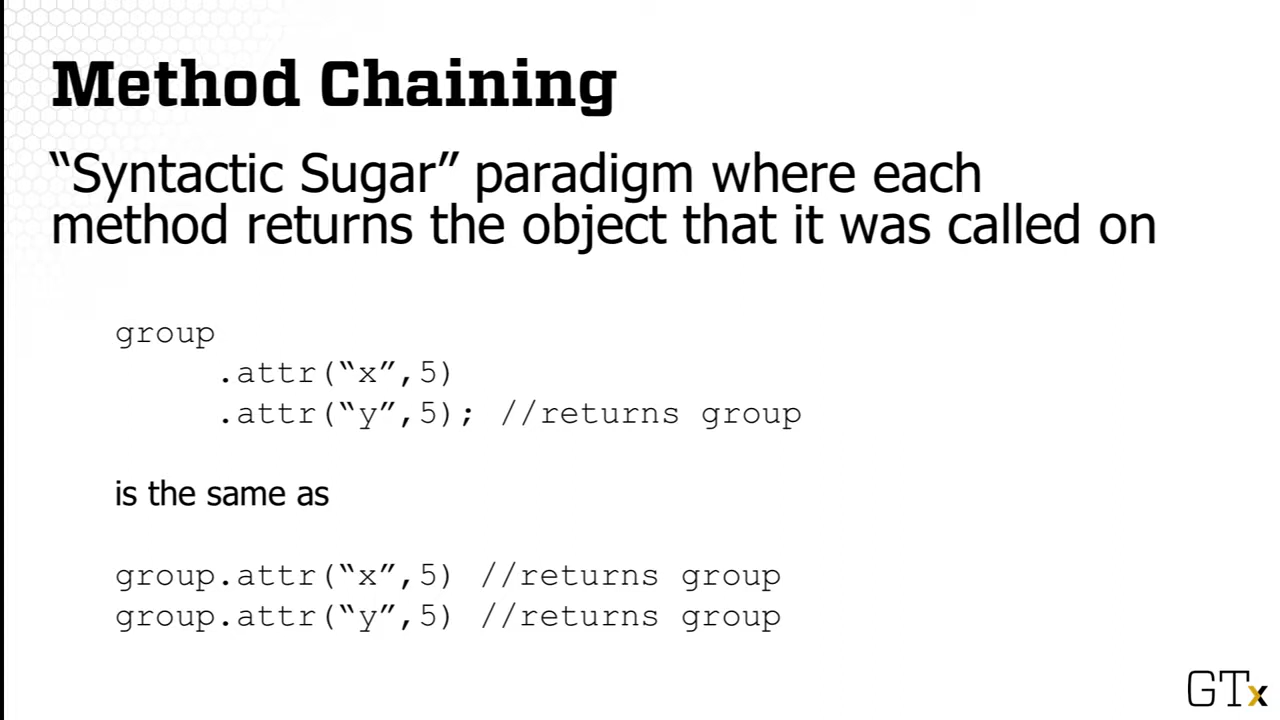 Method Chaining
“Syntactic Sugar” paradigm where each
method returns the object that it was called on
group
.attr(“x”,5)
.attr(“y”,5); //returns group
is the same as
group.attr(“x”,5) //returns group
group.attr(“y”,5) //returns group
GTx